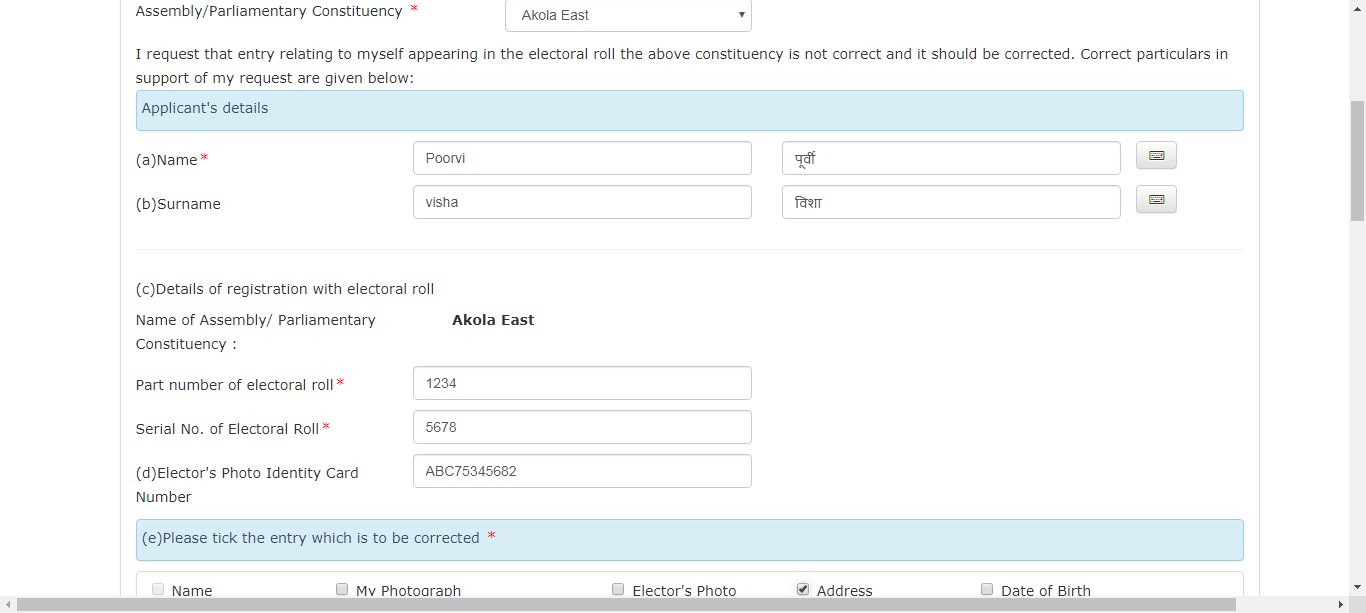 Assembly/Parliamentary Constituency * Akola East
I request that entry relating to myself appearing in the electoral roll the above constituency is not correct and it should be corrected. Correct particulars in
support of my request are given below:
Applicant's details
(a)Name* Poorvi पूर्वी
(b)Surname visha विशा
(c)Details of registration with electoral roll
Name of Assembly/ Parliamentary Akola East
Constituency :
Part number of electoral roll* 1234
Serial No. of Electoral Roll* 5678
(d)Elector's Photo Identity Card ABC75345682
Number
(e)Please tick the entry which is to be corrected *
Name My Photograph Elector's Photo Address Date of Birth